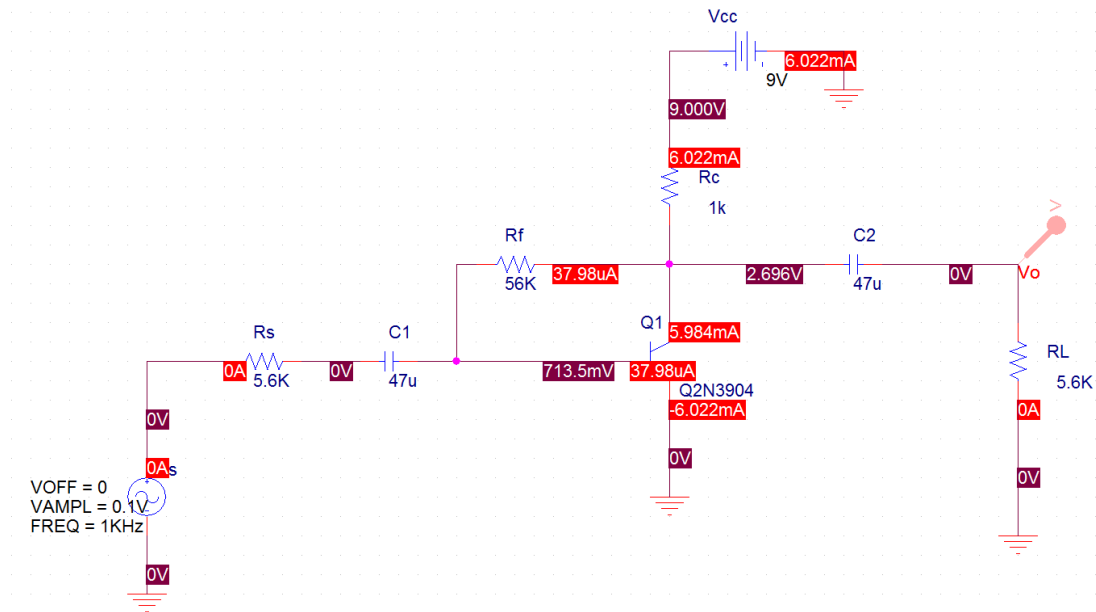 Vcc
+
-
6.022mA
9V
9.000V
6.022mA
Rc
1k
V
Rf
C2
37.98uA
2.696V
0V
Vo
56K
47u
Q1
5.984mA
Rs
C1
RL
0A
0V
713.5mV
37.98uA
5.6K
47u
Q2N3904
5.6K
-6.022mA
0A
0V
0V
0V
0A
s
VOFF = 0
VAMPL = 0.1V
FREQ = 1KHz
0V